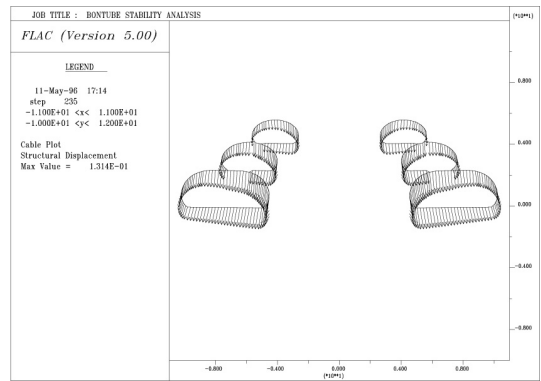 JOB TITLE : BONTUBE STABILITY ANALYSIS
(*10**1)
FLAC (Version 5.00)
LEGEND
11-May-96 17:14
step 235
-1.100E+01 <x< 1.100E+01
-1.000E+01 <y< 1.200E+01
Cable Plot
Structural Displacement
Max Value = 1.314E-01
0.800
0.400
0.000
-0.400
-0.800
-0.800 -0.400 0.000 0.400 0.800
(*10**1)